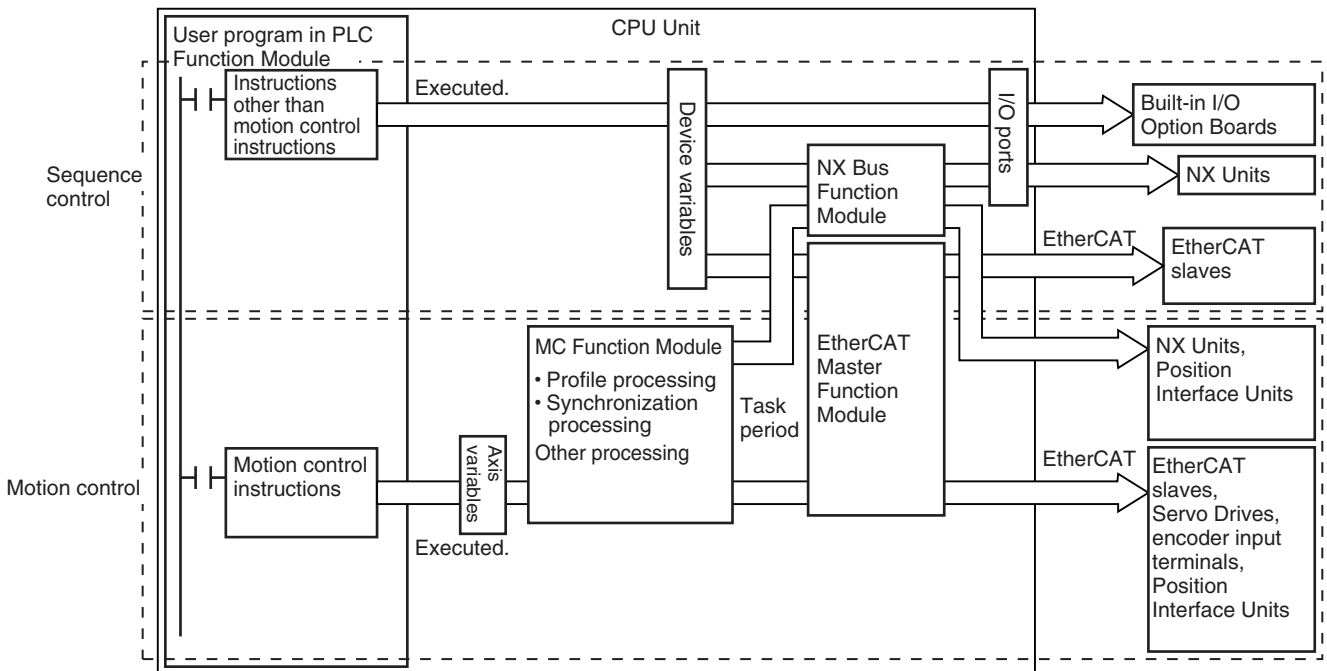 CPU Unit
User program in PLC
Function Module
Instructions
other than
motion control
instructions
Executed.
Device variables
I/O ports
Built-in I/O
Option Boards
Sequence
control
NX Bus
Function
Module
NX Units
EtherCAT
EtherCAT
slaves
MC Function Module
• Profile processing
• Synchronization
processing
Other processing
Task
period
EtherCAT
Master
Function
Module
NX Units,
Position
Interface Units
Motion control
Motion control
instructions
Axis
variables
Executed.
EtherCAT
EtherCAT
slaves,
Servo Drives,
encoder input
terminals,
Position
Interface Units